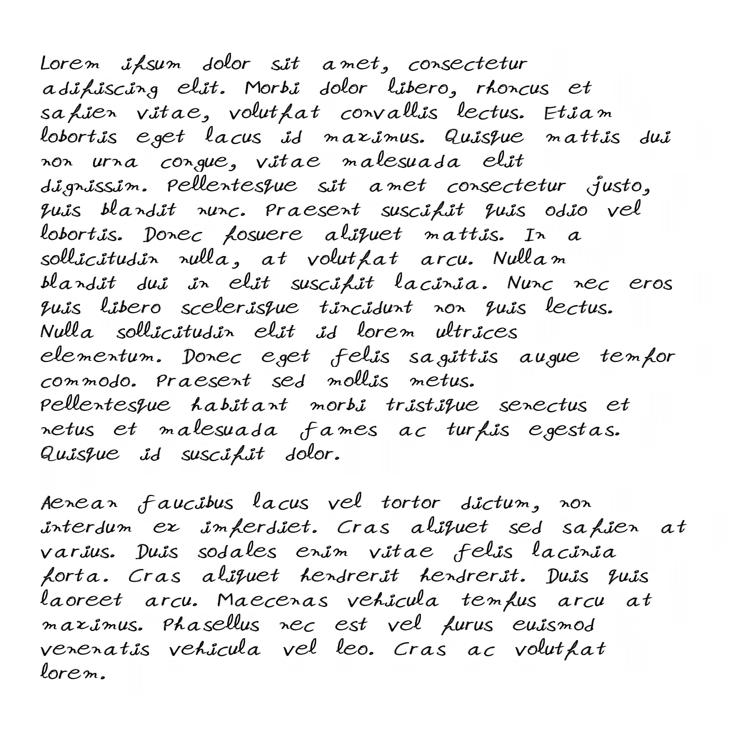 Lorem ipsum dolor sit amet, consectetur
adipiscing elit. Morbi dolor libero, rhoncus et
sapien vitae, volutpat convallis lectus. Etiam
lobortis eget lacus id maximus. Quisque mattis dui
non urna congue, vitae malesuada elit
dignissim. Pellentesque sit amet consectetur justo,
quis blandit nunc. Praesent suscipit quis odio vel
lobortis. Donec posuere aliquet mattis. In a
sollicitudin nulla, at volutpat arcu. Nullam
blandit dui in elit suscipit lacinia. Nunc nec eros
quis libero scelerisque tincidunt non quis lectus.
Nulla sollicitudin elit id lorem ultrices
elementum. Donec eget felis sagittis augue tempor
commodo. Praesent sed mollis metus.
Pellentesque habitant morbi tristique senectus et
netus et malesuada fames ac turpis egestas.
Quisque id suscipit dolor.

Aenean faucibus lacus vel tortor dictum, non
interdum ex imperdiet. Cras aliquet sed sapien at
varius. Duis sodales enim vitae felis lacinia
porta. Cras aliquet hendrerit hendrerit. Duis quis
laoreet arcu. Maecenas vehicula tempus arcu at
maximus. Phasellus nec est vel purus euismod
venenatis vehicula vel leo. Cras ac volutpat
lorem.